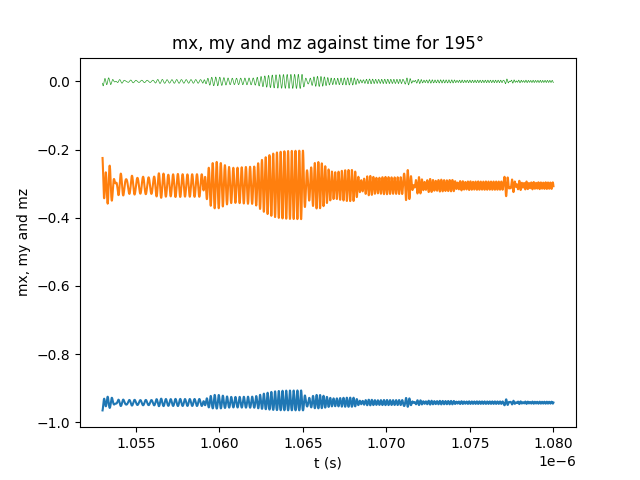 mx, my and mz against time for 195°
0.0
−0.2
−0.4
−0.6
−0.8
−1.0
mx, my and mz
1.055 1.060 1.065 1.070 1.075 1.080
1e−6
t (s)